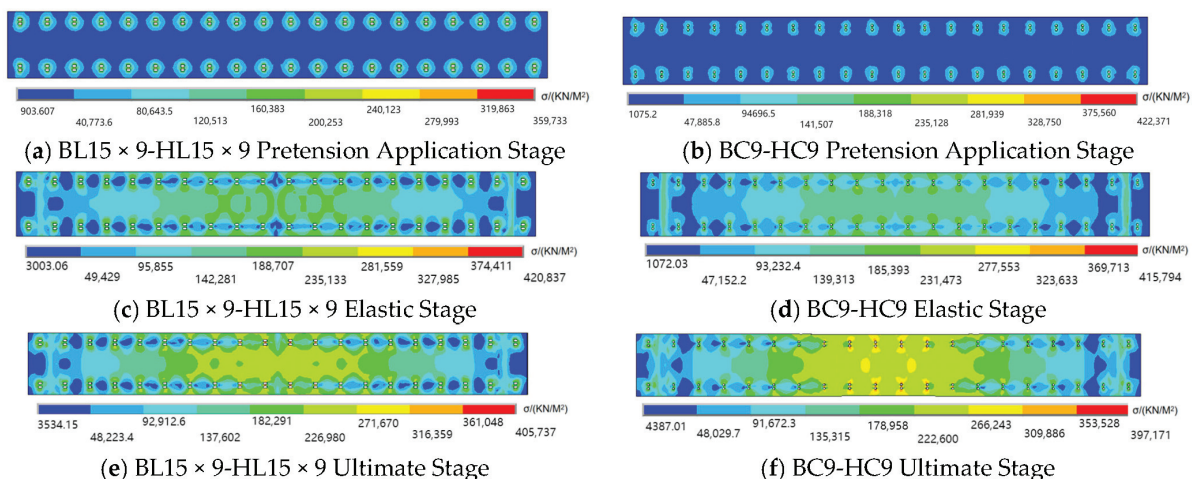 σ/(KN/M²)
903.607 80,643.5 160,383 240,123 319,863
40,773.6 120,513 200,253 279,993 359,733
(a) BL15 × 9-HL15 × 9 Pretension Application Stage
σ/(KN/M²)
1075.2 94696.5 188,318 281,939 375,560
47,885.8 141,507 235,128 328,750 422,371
(b) BC9-HC9 Pretension Application Stage
σ/(KN/M²)
3003.06 95,855 188,707 281,559 374,411
49,429 142,281 235,133 327,985 420,837
(c) BL15 × 9-HL15 × 9 Elastic Stage
σ/(KN/M²)
1072.03 93,232.4 185,393 277,553 369,713
47,152.2 139,313 231,473 323,633 415,794
(d) BC9-HC9 Elastic Stage
σ/(KN/M²)
3534.15 92,912.6 182,291 271,670 361,048
48,223.4 137,602 226,980 316,359 405,737
(e) BL15 × 9-HL15 × 9 Ultimate Stage
σ/(KN/M²)
4387.01 91,672.3 178,958 266,243 353,528
48,029.7 135,315 222,600 309,886 397,171
(f) BC9-HC9 Ultimate Stage